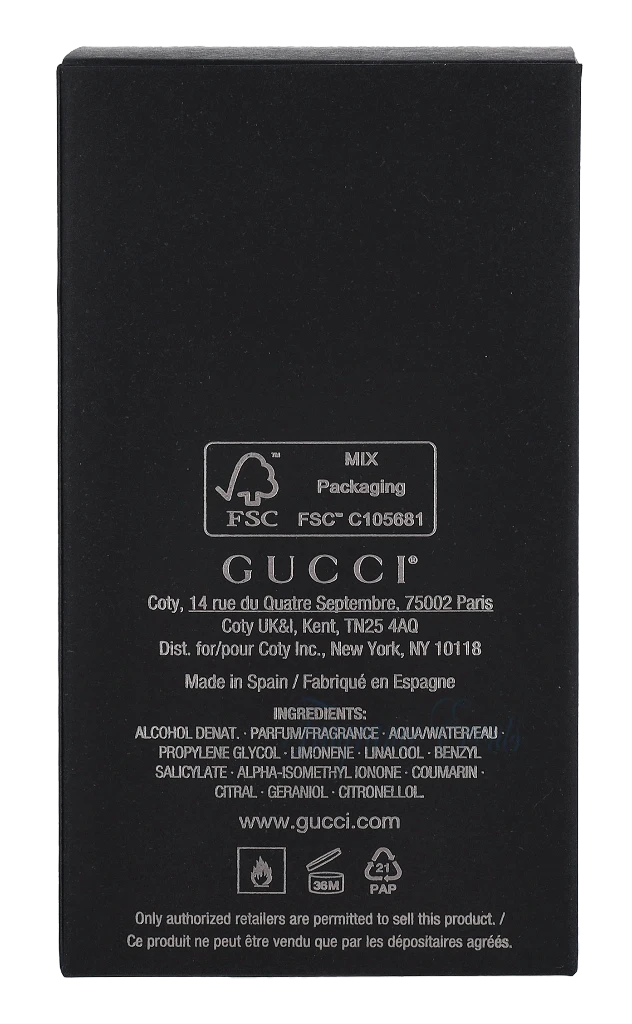 MIX
Packaging
FSC™ FSC™ C105681
GUCCI®
Coty, 14 rue du Quatre Septembre, 75002 Paris
Coty UK&I, Kent, TN25 4AQ
Dist. for/pour Coty Inc., New York, NY 10118
Made in Spain / Fabriqué en Espagne
INGREDIENTS:
ALCOHOL DENAT. · PARFUM/FRAGRANCE · AQUA/WATER/EAU ·
PROPYLENE GLYCOL · LIMONENE · LINALOOL · BENZYL
SALICYLATE · ALPHA-ISOMETHYL IONONE · COUMARIN ·
CITRAL · GERANIOL · CITRONELLOL.
www.gucci.com
36M
21
PAP
Only authorized retailers are permitted to sell this product. /
Ce produit ne peut être vendu que par les dépositaires agréés.